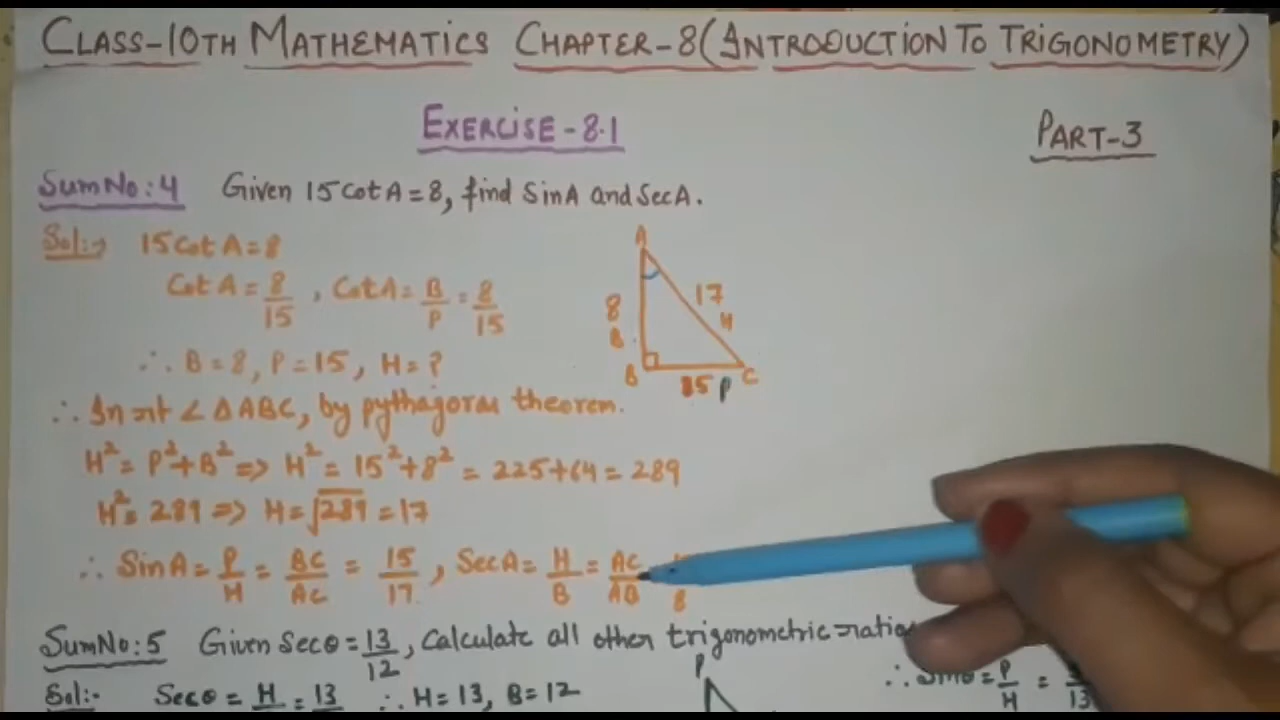 CLASS-10TH MATHEMATICS CHAPTER-8(INTRODUCTION TO TRIGONOMETRY)
EXERCISE-8.1
PART-3
Sum No:4 Given 15 cot A = 8, find Sin A and Sec A.
Sol:- 15 Cot A = 8
Cot A = 8/15, Cot A = B/P = 8/15
∴ B = 8, P = 15, H = ?
∴ In rt ∠ ΔABC, by pythagoras theorem.
H² = P² + B² => H² = 15² + 8² = 225 + 64 = 289
H² = 289 => H = √289 = 17
∴ Sin A = P/H = BC/AC = 15/17, Sec A = H/B = AC/AB 8
A
8
B
17
H
B
15 P
C
Sum No:5 Given Sec θ = 13/12, Calculate all other trigonometric ratio
Sol:- Sec θ = H = 13 ∴ H = 13, B = 12
P
∴ Sin θ = P/H = 13